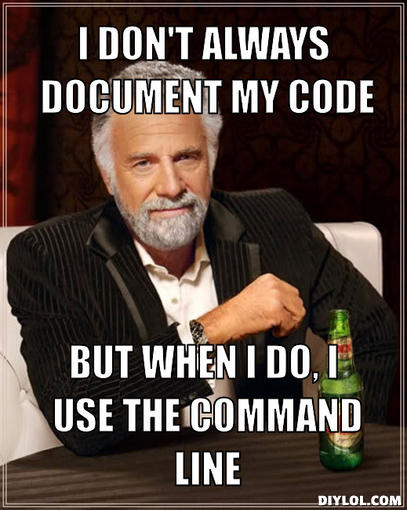 I DON'T ALWAYS
DOCUMENT MY CODE
BUT WHEN I DO, I
USE THE COMMAND
LINE
DIYLOL.COM